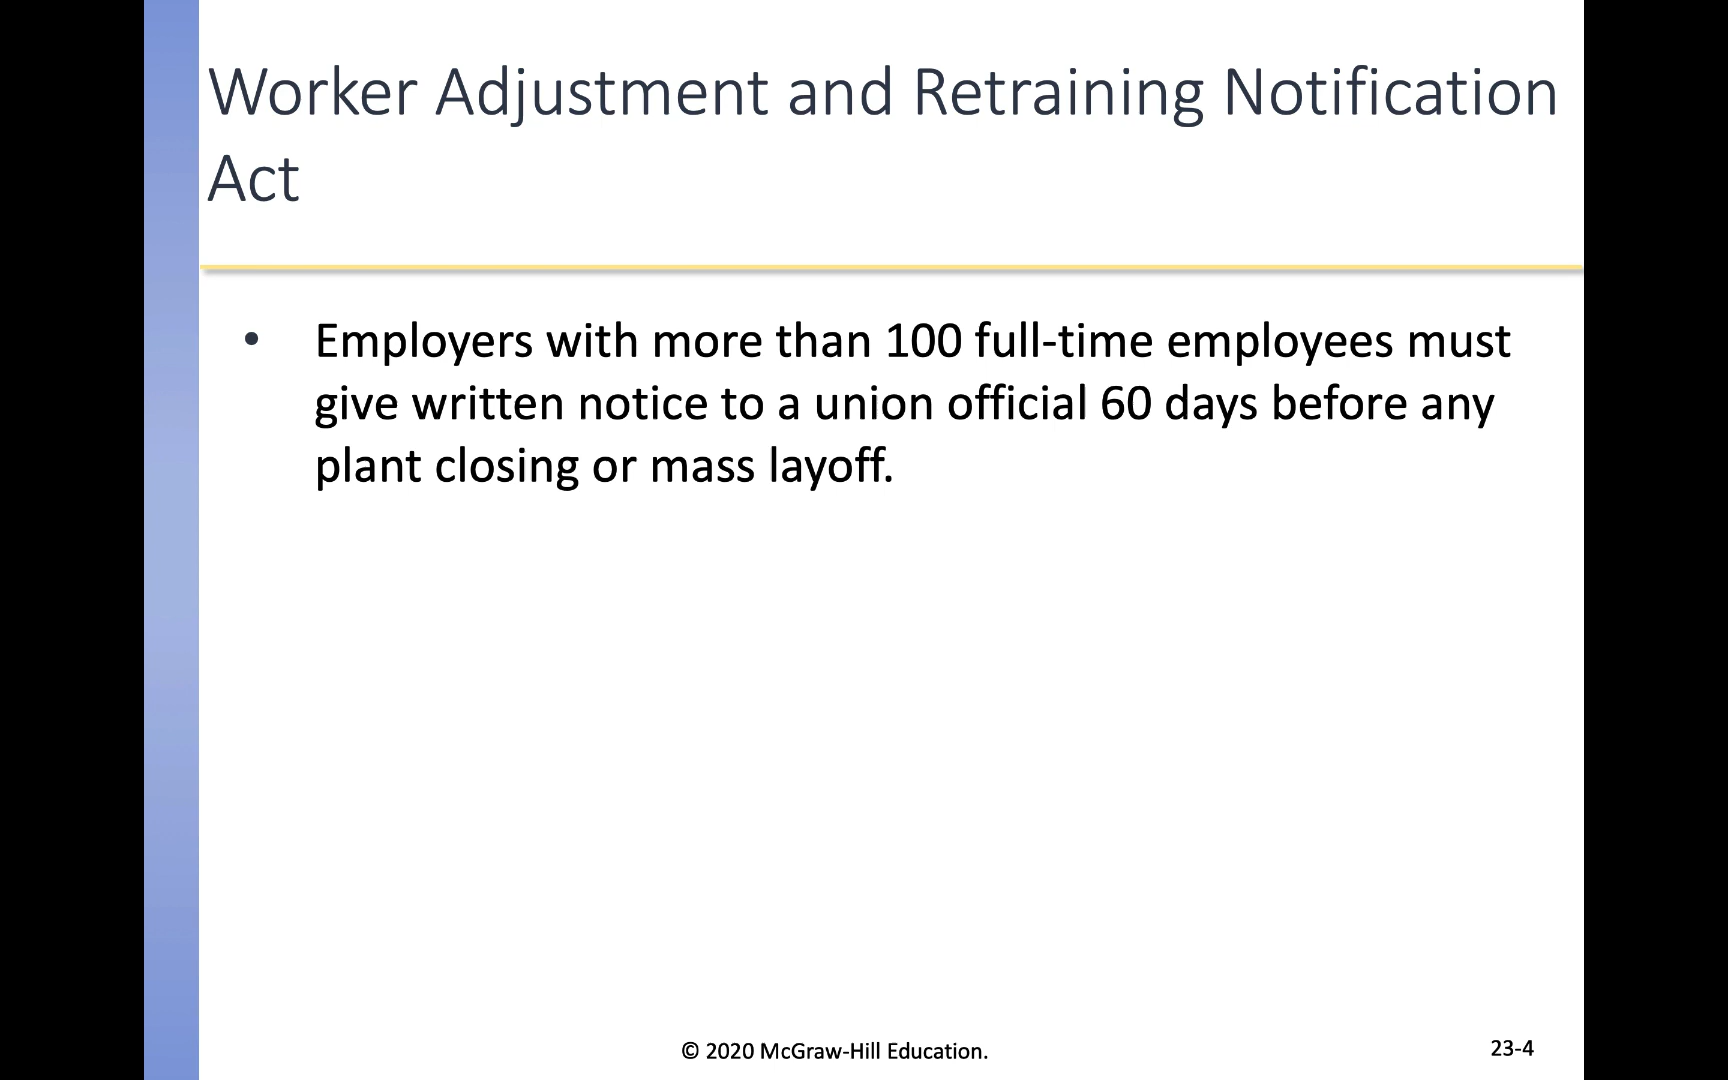 Worker Adjustment and Retraining Notification
Act
• Employers with more than 100 full-time employees must
give written notice to a union official 60 days before any
plant closing or mass layoff.
© 2020 McGraw-Hill Education.
23-4